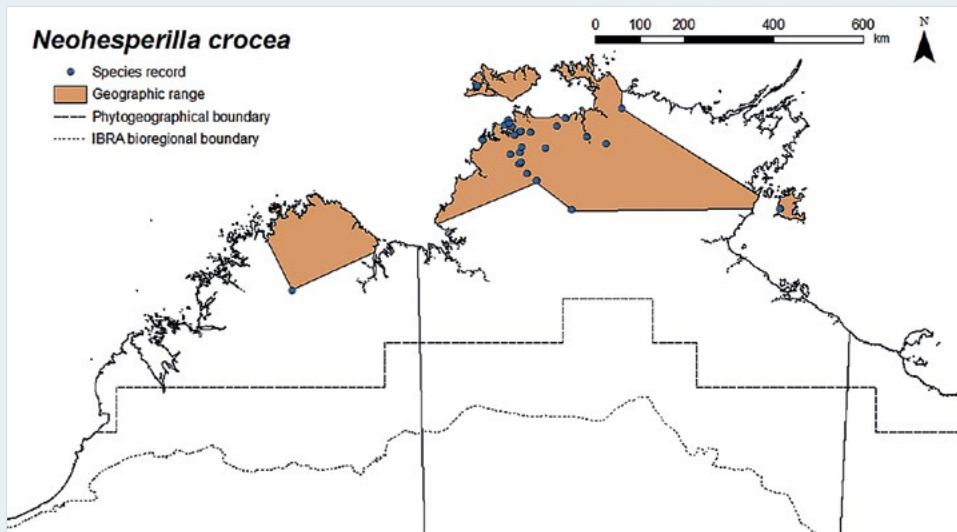 Neohesperilla crocea
Species record
Geographic range
Phytogeographical boundary
IBRA bioregional boundary
0 100 200 400 600
km
N